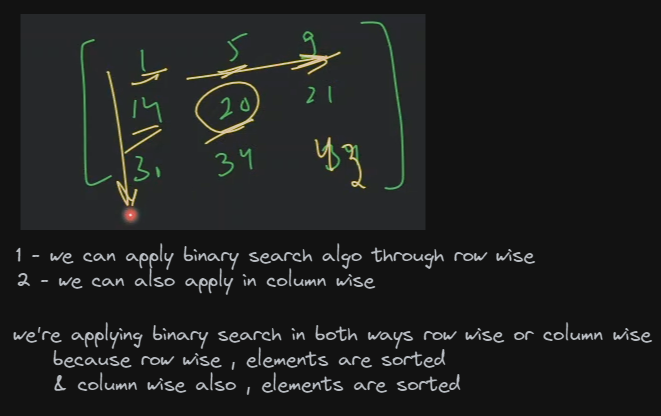 1 5 9
14 20 21
31 34
1 - we can apply binary search algo through row wise
2 - we can also apply in column wise
we're applying binary search in both ways row wise or column wise
because row wise , elements are sorted
& column wise also , elements are sorted